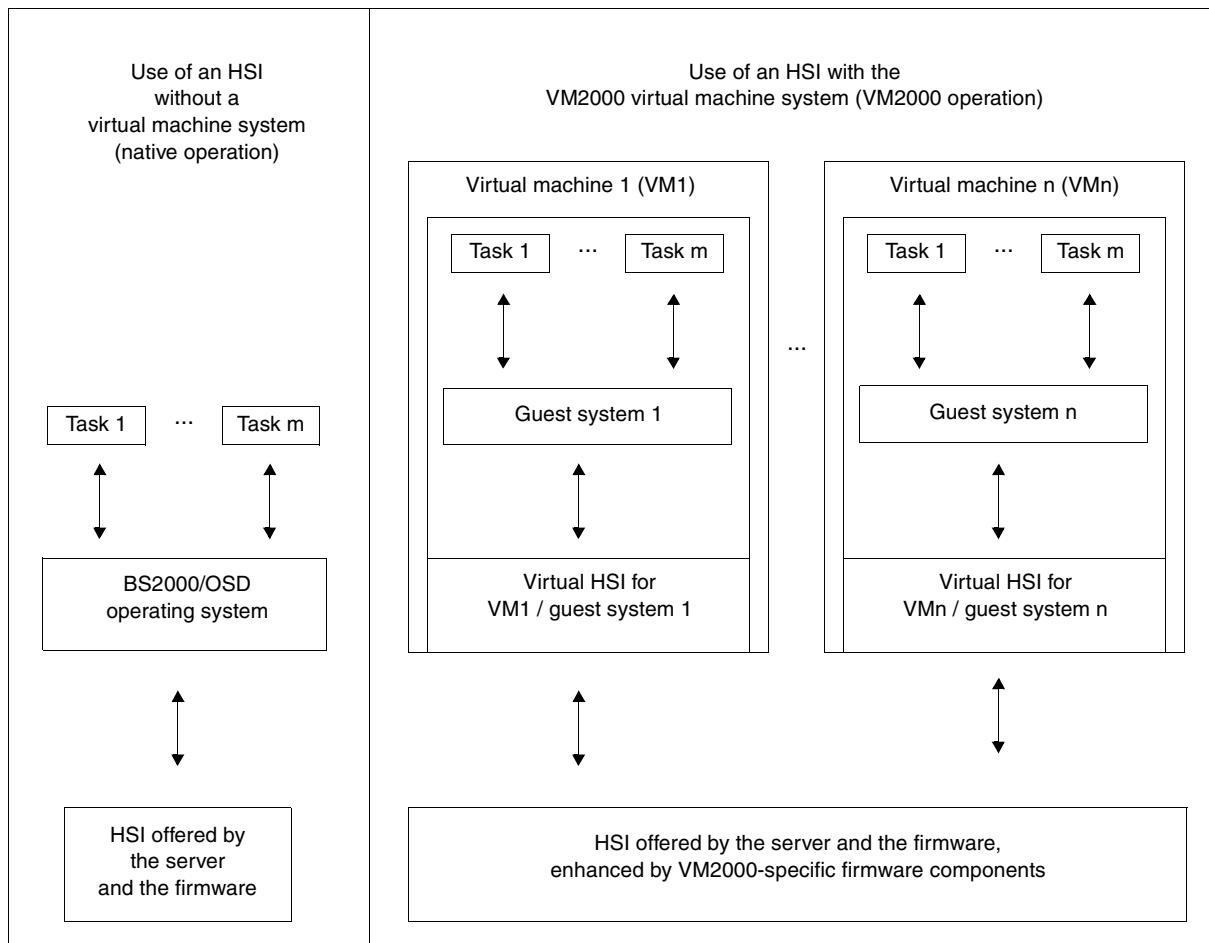 Use of an HSI
without a
virtual machine system
(native operation)
Task 1
...
Task m
BS2000/OSD
operating system
HSI offered by
the server
and the firmware
Use of an HSI with the
VM2000 virtual machine system (VM2000 operation)
Virtual machine 1 (VM1)
Task 1
...
Task m
Guest system 1
Virtual HSI for
VM1 / guest system 1
...
Virtual machine n (VMn)
Task 1
...
Task m
Guest system n
Virtual HSI for
VMn / guest system n
HSI offered by the server and the firmware,
enhanced by VM2000-specific firmware components